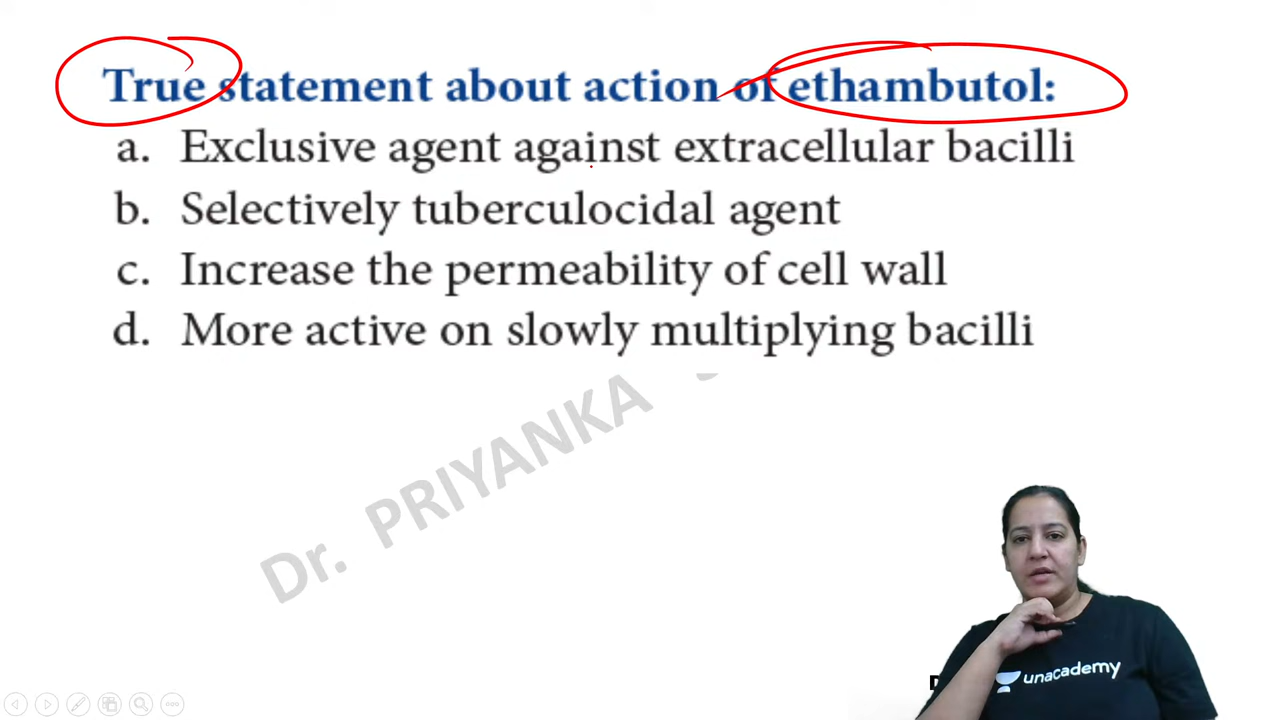 True statement about action of ethambutol:
a. Exclusive agent against extracellular bacilli
b. Selectively tuberculocidal agent
c. Increase the permeability of cell wall
d. More active on slowly multiplying bacilli
Dr. PRIYANKA
unacademy